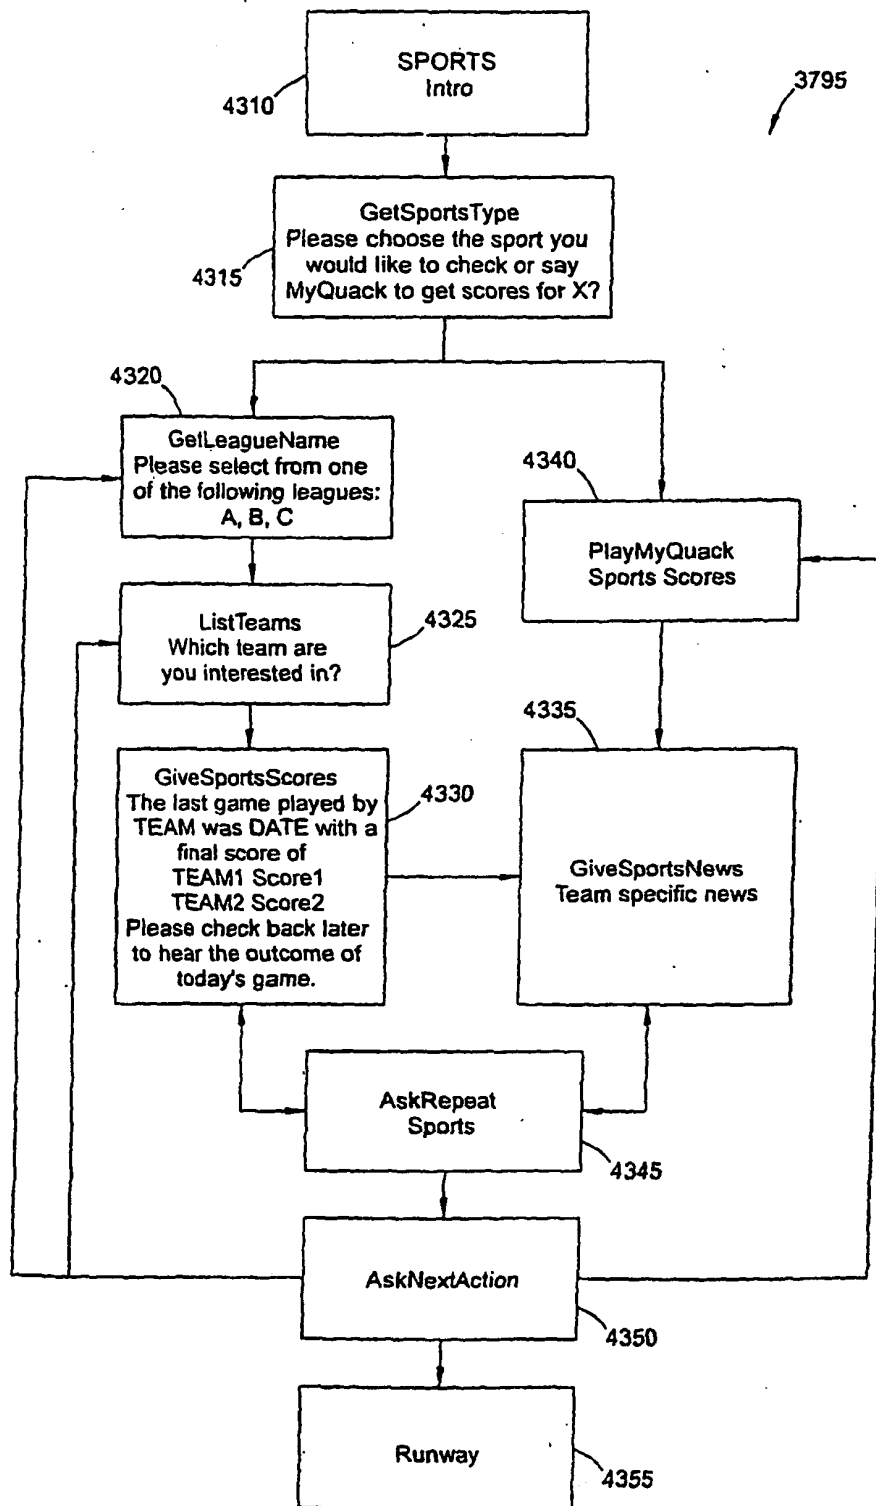 SPORTS
Intro
4310
3795
GetSportsType
Please choose the sport you
would like to check or say
MyQuack to get scores for X?
4315
4320
GetLeagueName
Please select from one
of the following leagues:
A, B, C
4340
PlayMyQuack
Sports Scores
ListTeams
Which team are
you interested in?
4325
4335
GiveSportsScores
The last game played by
TEAM was DATE with a
final score of
TEAM1 Score1
TEAM2 Score2
Please check back later
to hear the outcome of
today's game.
4330
GiveSportsNews
Team specific news
AskRepeat
Sports
4345
AskNextAction
4350
Runway
4355